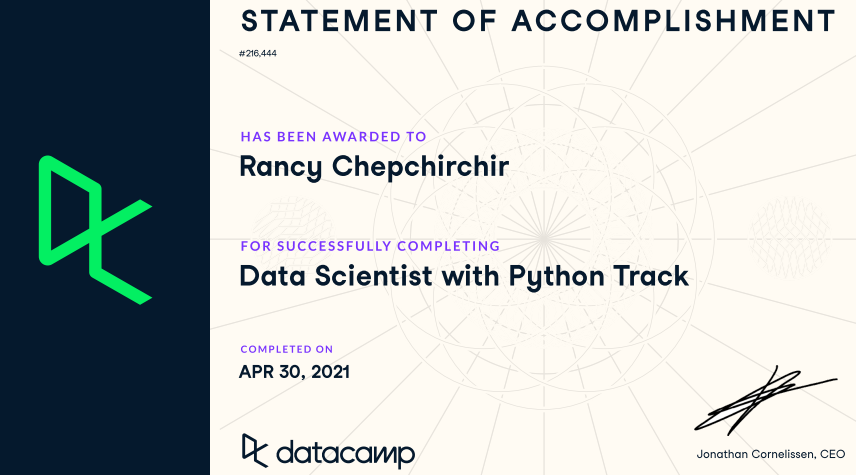 STATEMENT OF ACCOMPLISHMENT
#216,444
HAS BEEN AWARDED TO
Rancy Chepchirchir
FOR SUCCESSFULLY COMPLETING
Data Scientist with Python Track
COMPLETED ON
APR 30, 2021
datacamp
Jonathan Cornelissen, CEO